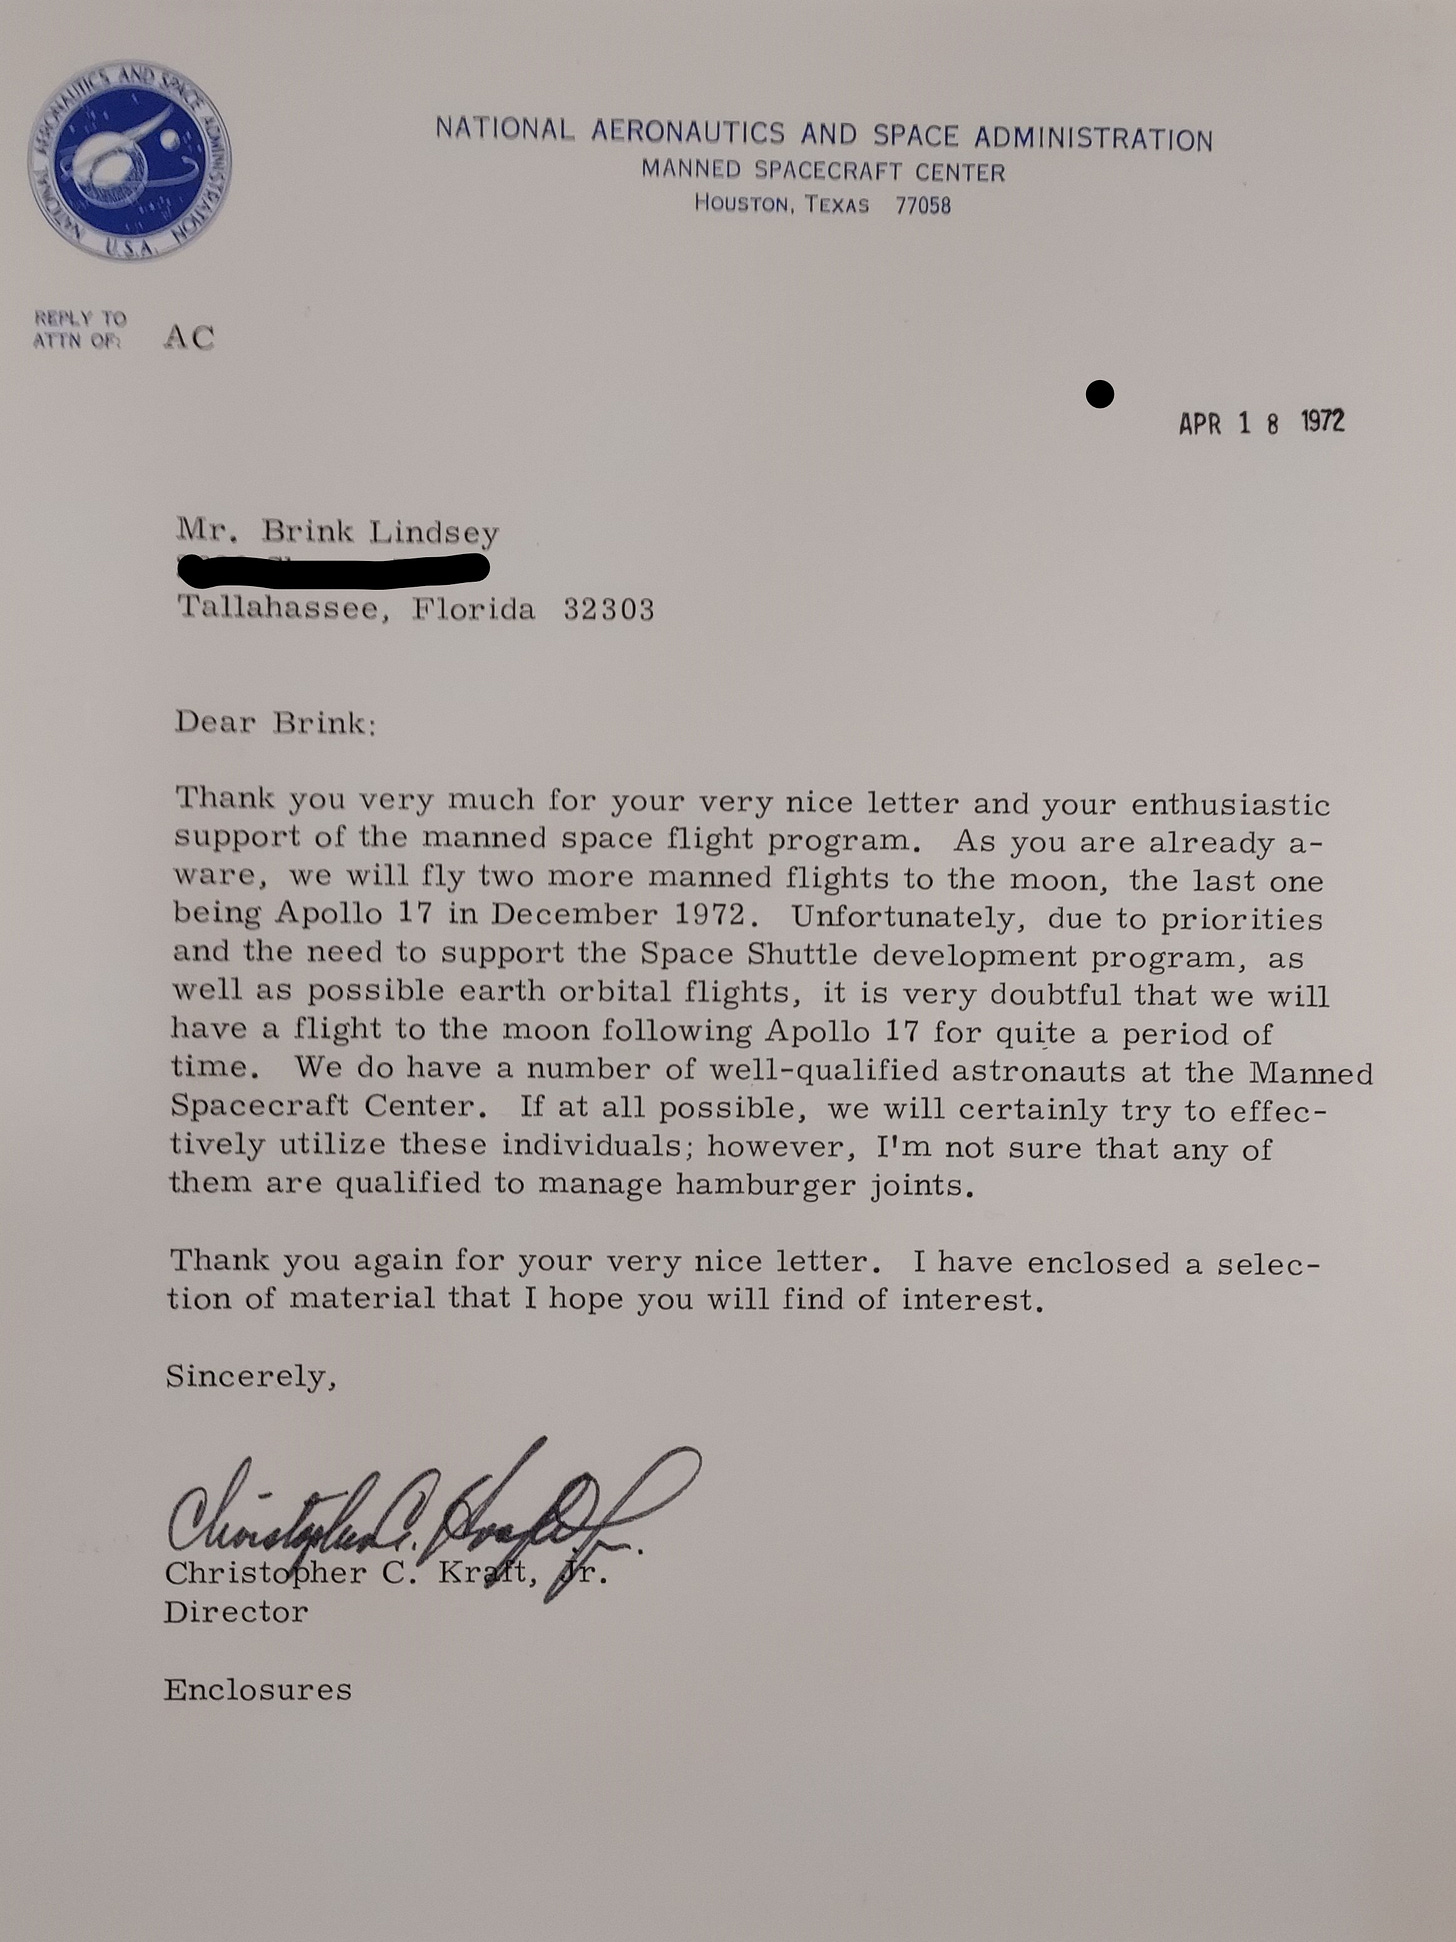 NATIONAL AERONAUTICS AND SPACE ADMINISTRATION U.S.A.
NATIONAL AERONAUTICS AND SPACE ADMINISTRATION
MANNED SPACECRAFT CENTER
HOUSTON, TEXAS 77058
REPLY TO
ATTN OF: AC
APR 18 1972
Mr. Brink Lindsey
Tallahassee, Florida 32303
Dear Brink:
Thank you very much for your very nice letter and your enthusiastic
support of the manned space flight program. As you are already a-
ware, we will fly two more manned flights to the moon, the last one
being Apollo 17 in December 1972. Unfortunately, due to priorities
and the need to support the Space Shuttle development program, as
well as possible earth orbital flights, it is very doubtful that we will
have a flight to the moon following Apollo 17 for quite a period of
time. We do have a number of well-qualified astronauts at the Manned
Spacecraft Center. If at all possible, we will certainly try to effec-
tively utilize these individuals; however, I'm not sure that any of
them are qualified to manage hamburger joints.
Thank you again for your very nice letter. I have enclosed a selec-
tion of material that I hope you will find of interest.
Sincerely,
Christopher C. Kraft Jr.
Christopher C. Kraft, Jr.
Director
Enclosures